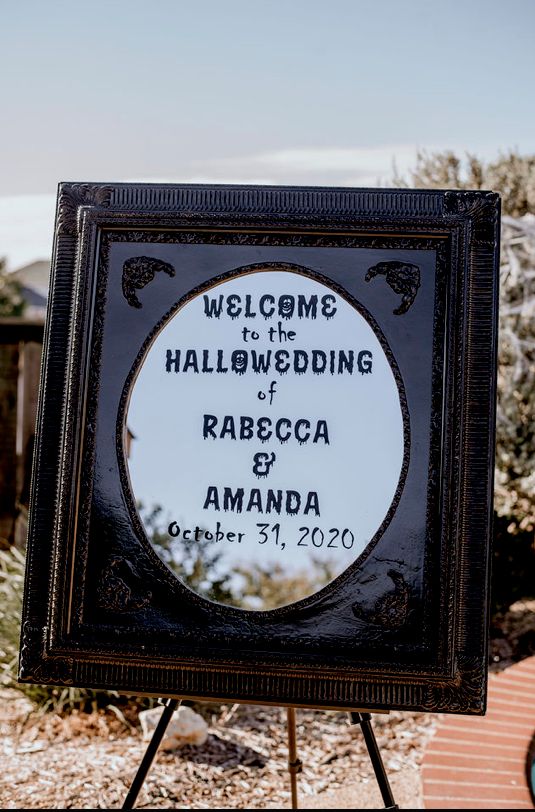 WELCOME
to the
HALLOWEDDING
of
RABECCA
&
AMANDA
October 31, 2020